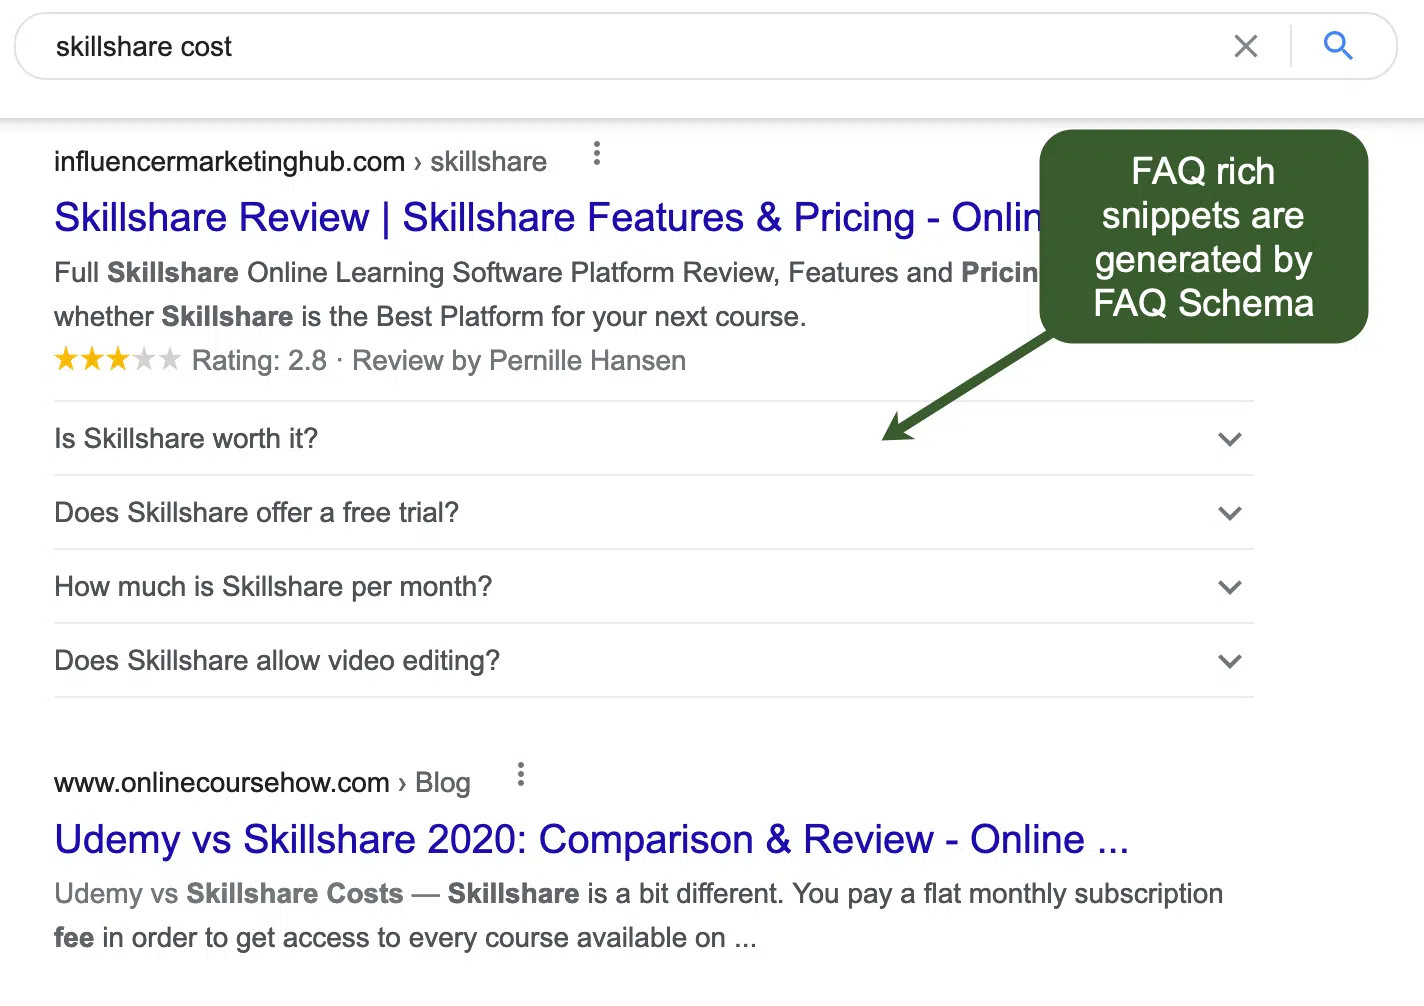 skillshare cost
influencermarketinghub.com › skillshare
Skillshare Review | Skillshare Features & Pricing - Onlin
Full Skillshare Online Learning Software Platform Review, Features and Pricin
whether Skillshare is the Best Platform for your next course.
Rating: 2.8 · Review by Pernille Hansen
FAQ rich
snippets are
generated by
FAQ Schema
Is Skillshare worth it?
Does Skillshare offer a free trial?
How much is Skillshare per month?
Does Skillshare allow video editing?
www.onlinecoursehow.com › Blog
Udemy vs Skillshare 2020: Comparison & Review - Online ...
Udemy vs Skillshare Costs — Skillshare is a bit different. You pay a flat monthly subscription
fee in order to get access to every course available on ...